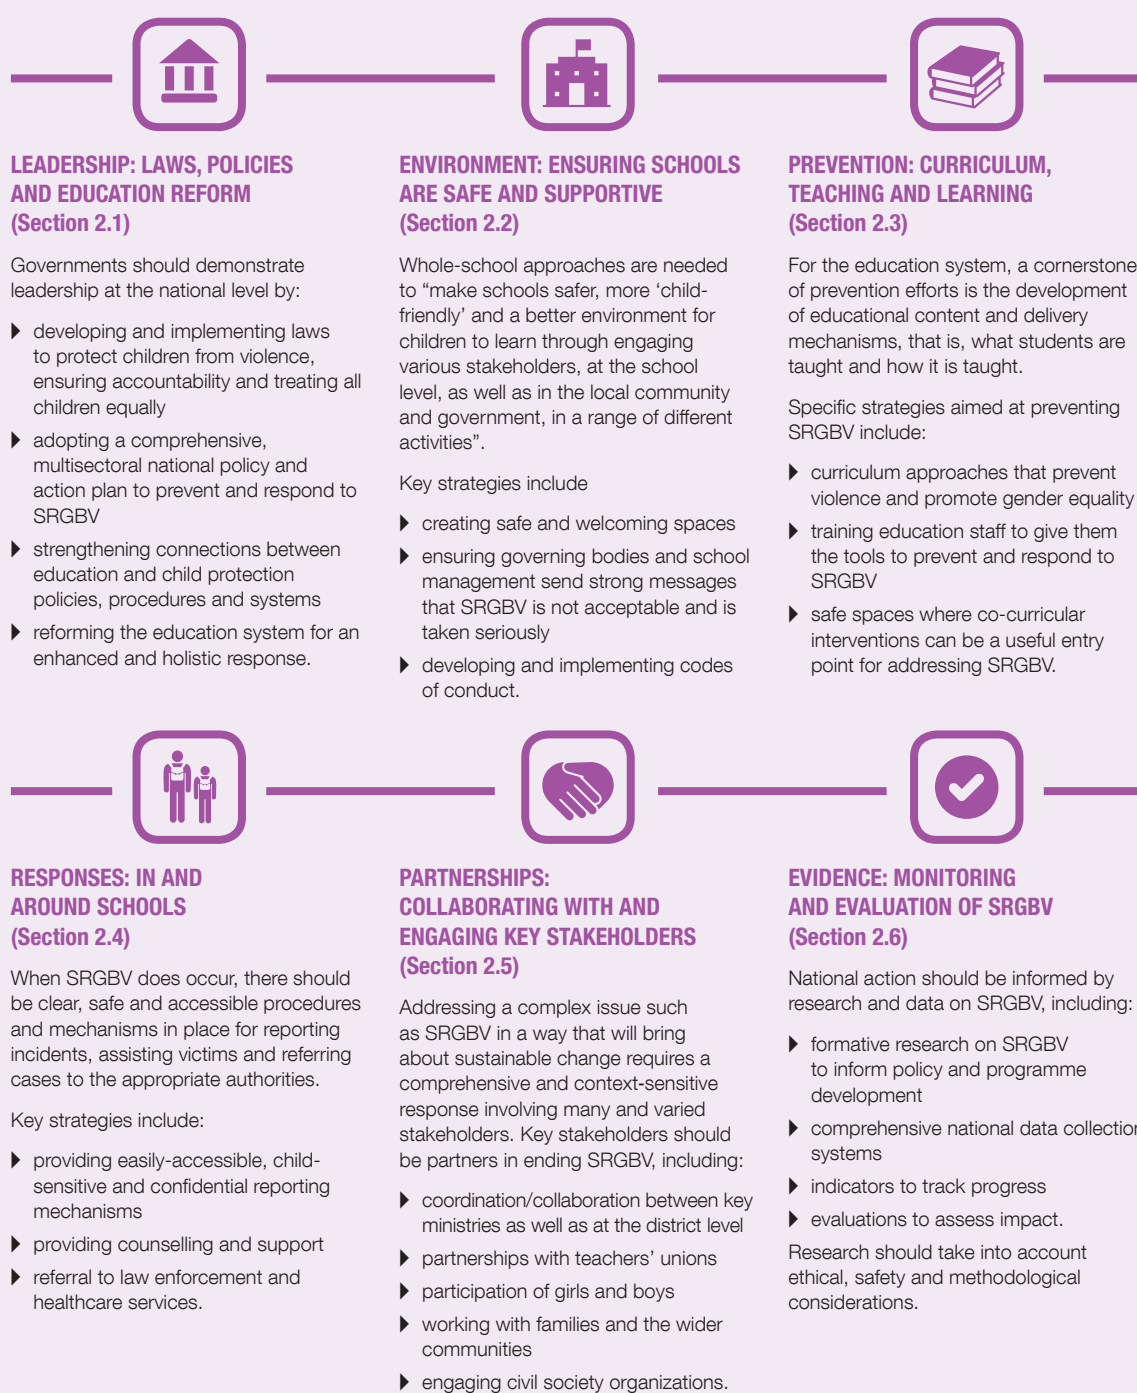 LEADERSHIP: LAWS, POLICIES
AND EDUCATION REFORM
(Section 2.1)
Governments should demonstrate
leadership at the national level by:
developing and implementing laws
to protect children from violence,
ensuring accountability and treating all
children equally
adopting a comprehensive,
multisectoral national policy and
action plan to prevent and respond to
SRGBV
strengthening connections between
education and child protection
policies, procedures and systems
reforming the education system for an
enhanced and holistic response.
ENVIRONMENT: ENSURING SCHOOLS
ARE SAFE AND SUPPORTIVE
(Section 2.2)
Whole-school approaches are needed
to “make schools safer, more ‘child-
friendly’ and a better environment for
children to learn through engaging
various stakeholders, at the school
level, as well as in the local community
and government, in a range of different
activities”.
Key strategies include
creating safe and welcoming spaces
ensuring governing bodies and school
management send strong messages
that SRGBV is not acceptable and is
taken seriously
developing and implementing codes
of conduct.
PREVENTION: CURRICULUM,
TEACHING AND LEARNING
(Section 2.3)
For the education system, a cornerstone
of prevention efforts is the development
of educational content and delivery
mechanisms, that is, what students are
taught and how it is taught.
Specific strategies aimed at preventing
SRGBV include:
curriculum approaches that prevent
violence and promote gender equality
training education staff to give them
the tools to prevent and respond to
SRGBV
safe spaces where co-curricular
interventions can be a useful entry
point for addressing SRGBV.
RESPONSES: IN AND
AROUND SCHOOLS
(Section 2.4)
When SRGBV does occur, there should
be clear, safe and accessible procedures
and mechanisms in place for reporting
incidents, assisting victims and referring
cases to the appropriate authorities.
Key strategies include:
providing easily-accessible, child-
sensitive and confidential reporting
mechanisms
providing counselling and support
referral to law enforcement and
healthcare services.
PARTNERSHIPS:
COLLABORATING WITH AND
ENGAGING KEY STAKEHOLDERS
(Section 2.5)
Addressing a complex issue such
as SRGBV in a way that will bring
about sustainable change requires a
comprehensive and context-sensitive
response involving many and varied
stakeholders. Key stakeholders should
be partners in ending SRGBV, including:
coordination/collaboration between key
ministries as well as at the district level
partnerships with teachers’ unions
participation of girls and boys
working with families and the wider
communities
engaging civil society organizations.
EVIDENCE: MONITORING
AND EVALUATION OF SRGBV
(Section 2.6)
National action should be informed by
research and data on SRGBV, including:
formative research on SRGBV
to inform policy and programme
development
comprehensive national data collection
systems
indicators to track progress
evaluations to assess impact.
Research should take into account
ethical, safety and methodological
considerations.